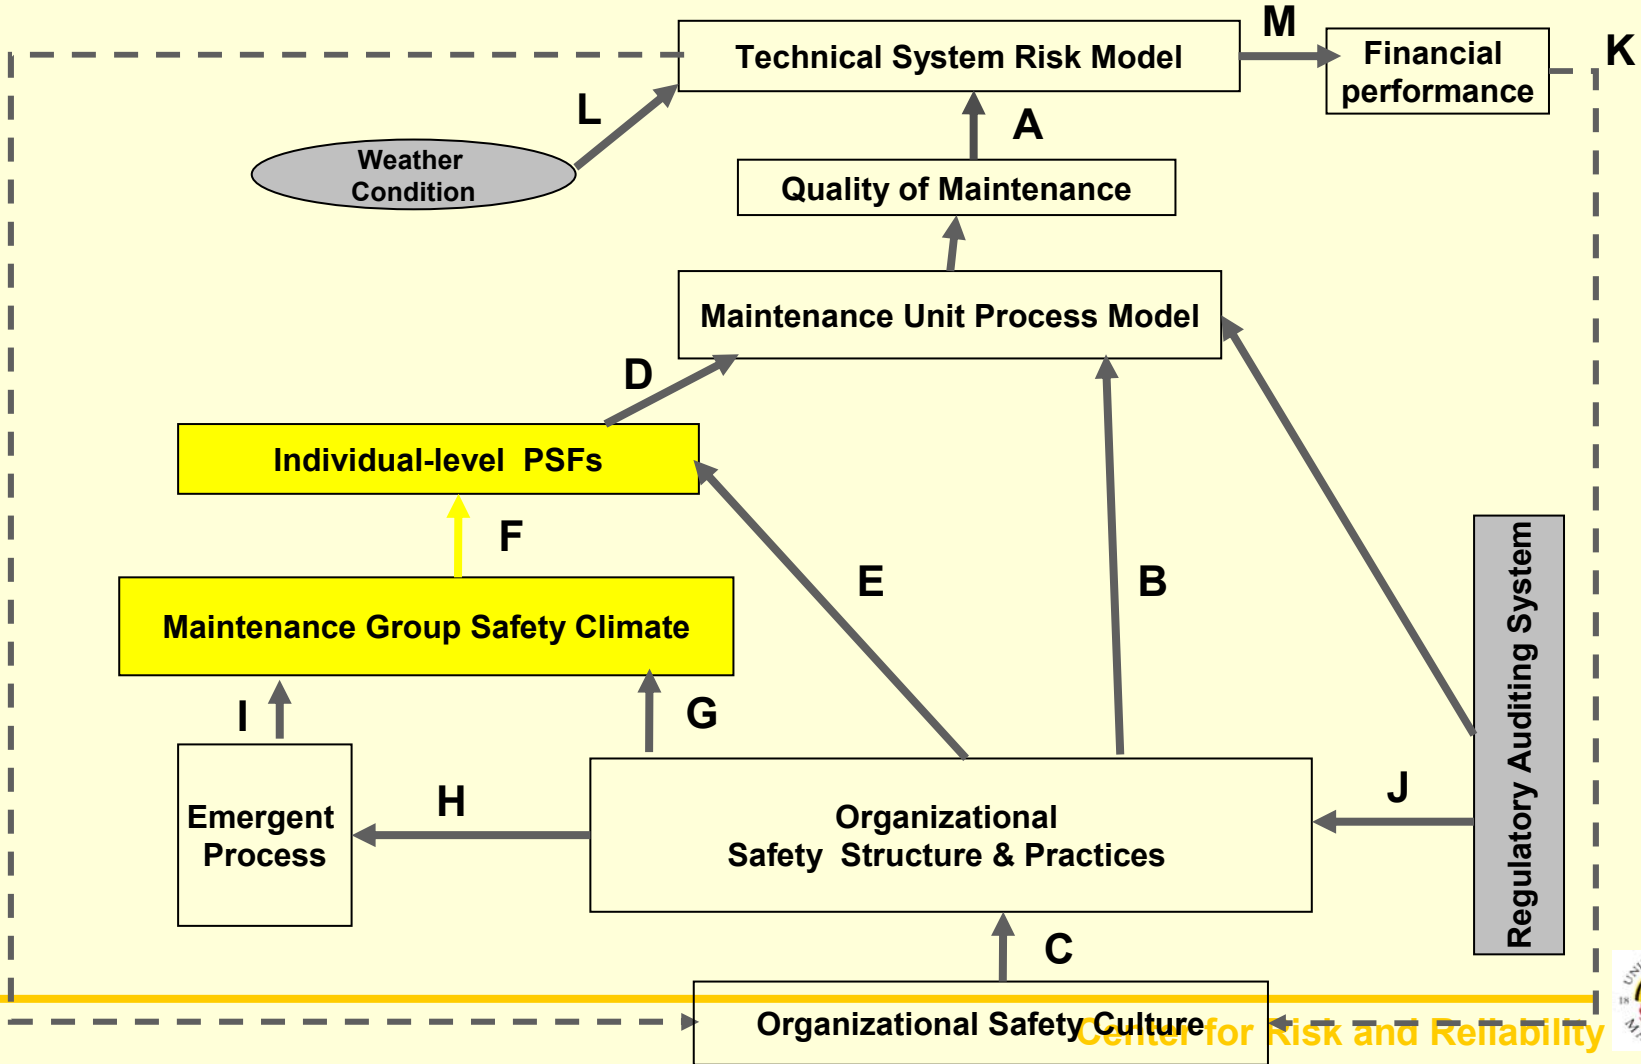 Technical System Risk Model
M
Financial
performance
K
L
A
Weather
Condition
Quality of Maintenance
Maintenance Unit Process Model
D
Individual-level PSFs
F
E
B
Maintenance Group Safety Climate
Regulatory Auditing System
I
G
H
J
Emergent
Process
Organizational
Safety Structure & Practices
C
Organizational Safety Culture
Center for Risk and Reliability